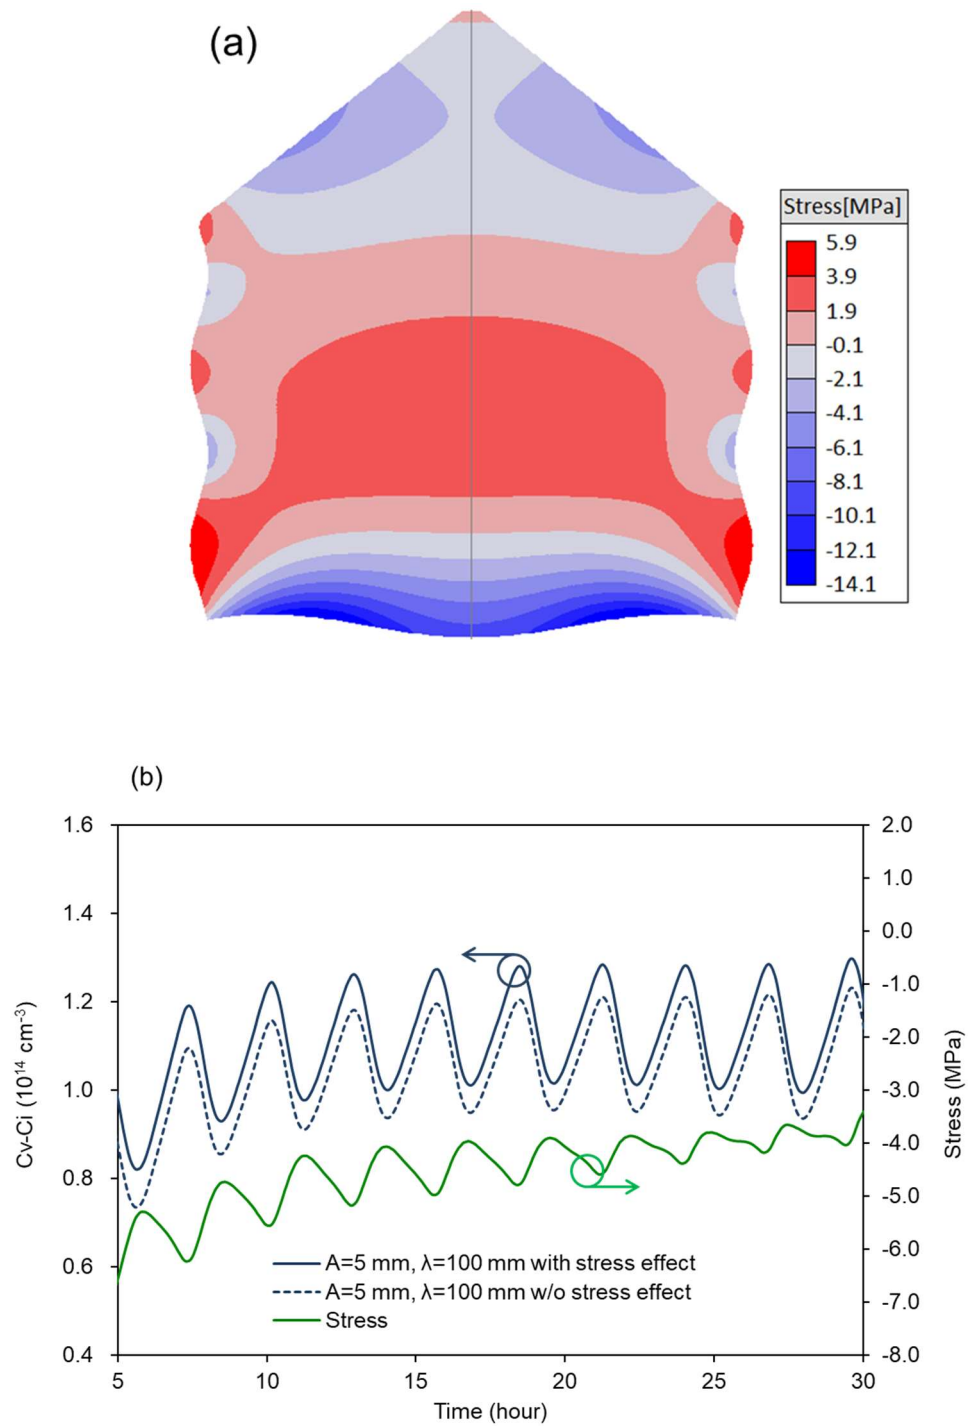 (a)
Stress[MPa]
5.9
3.9
1.9
-0.1
-2.1
-4.1
-6.1
-8.1
-10.1
-12.1
-14.1
(b)
1.6
1.4
1.2
1.0
0.8
0.6
0.4
Cv-Ci (10¹⁴ cm⁻³)
2.0
1.0
0.0
-1.0
-2.0
-3.0
-4.0
-5.0
-6.0
-7.0
-8.0
Stress (MPa)
A=5 mm, λ=100 mm with stress effect
A=5 mm, λ=100 mm w/o stress effect
Stress
5 10 15 20 25 30
Time (hour)